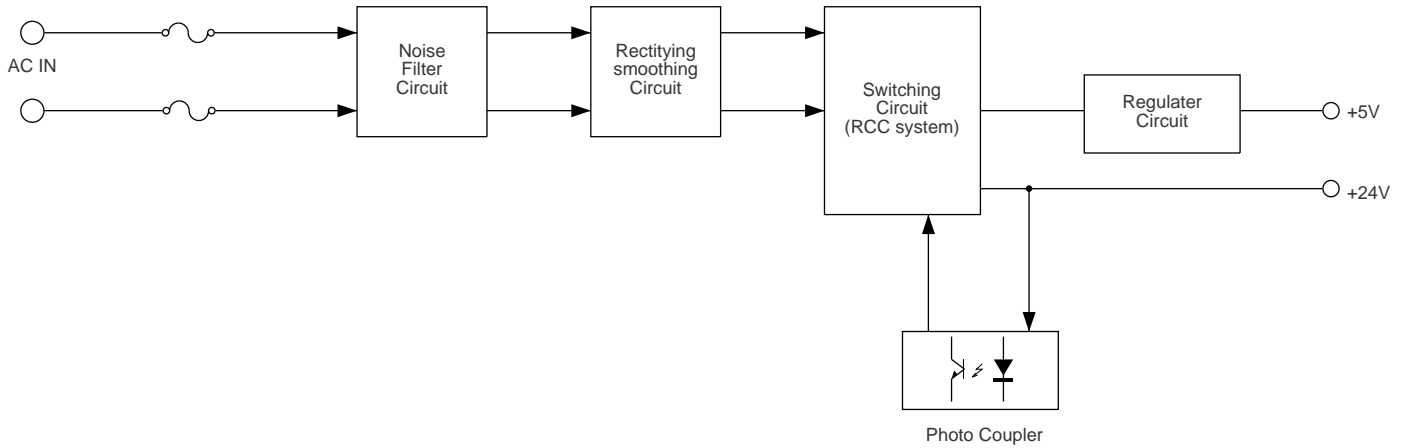 AC IN
Noise
Filter
Circuit
Rectitying
smoothing
Circuit
Switching
Circuit
(RCC system)
Regulater
Circuit
+5V
+24V
Photo Coupler